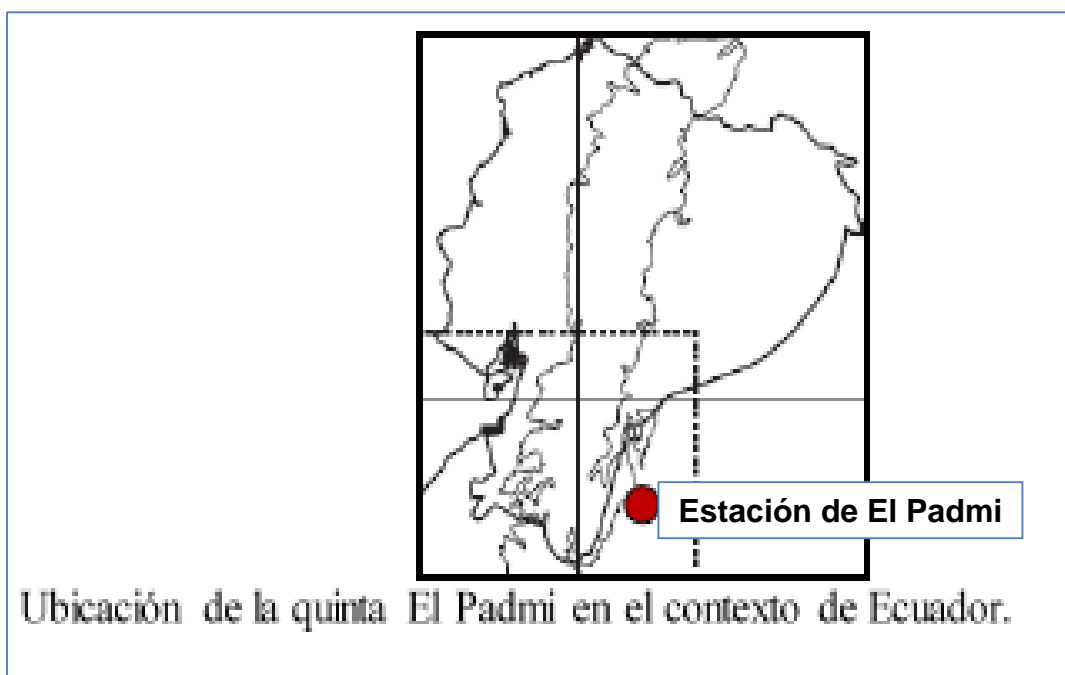 Estación de El Padmi
Ubicación de la quinta El Padmi en el contexto de Ecuador.